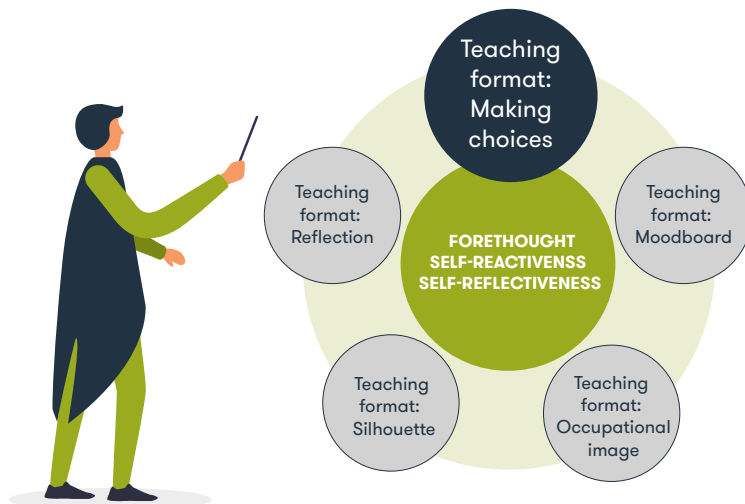 Teaching
format:
Making
choices
Teaching
format:
Reflection
Teaching
format:
Moodboard
FORETHOUGHT
SELF-REACTIVENSS
SELF-REFLECTIVENESS
Teaching
format:
Silhouette
Teaching
format:
Occupational
image